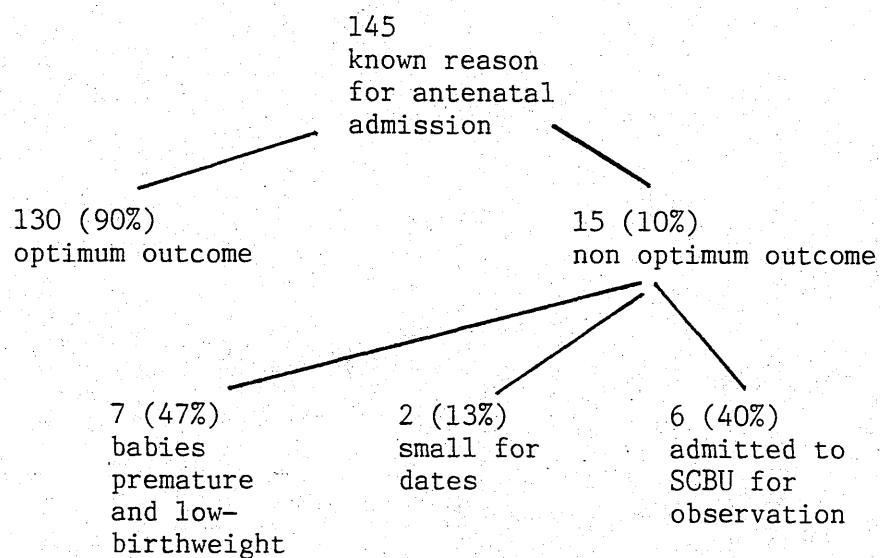 145
known reason
for antenatal
admission
130 (90%)
optimum outcome
15 (10%)
non optimum outcome
7 (47%)
babies
premature
and low-
birthweight
2 (13%)
small for
dates
6 (40%)
admitted to
SCBU for
observation